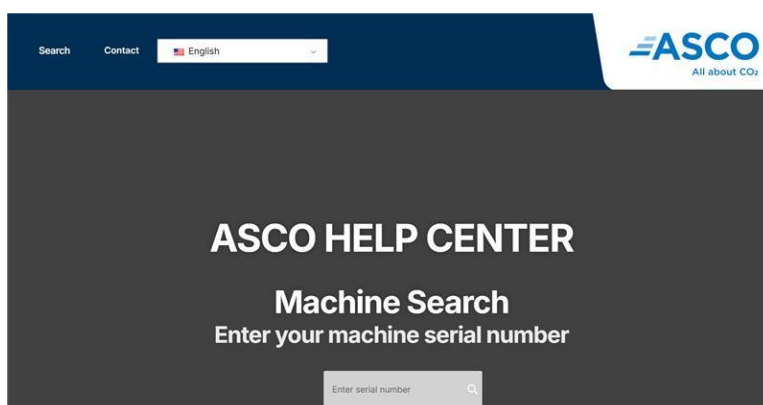 Search Contact English
ASCO
All about CO₂
ASCO HELP CENTER
Machine Search
Enter your machine serial number
Enter serial number